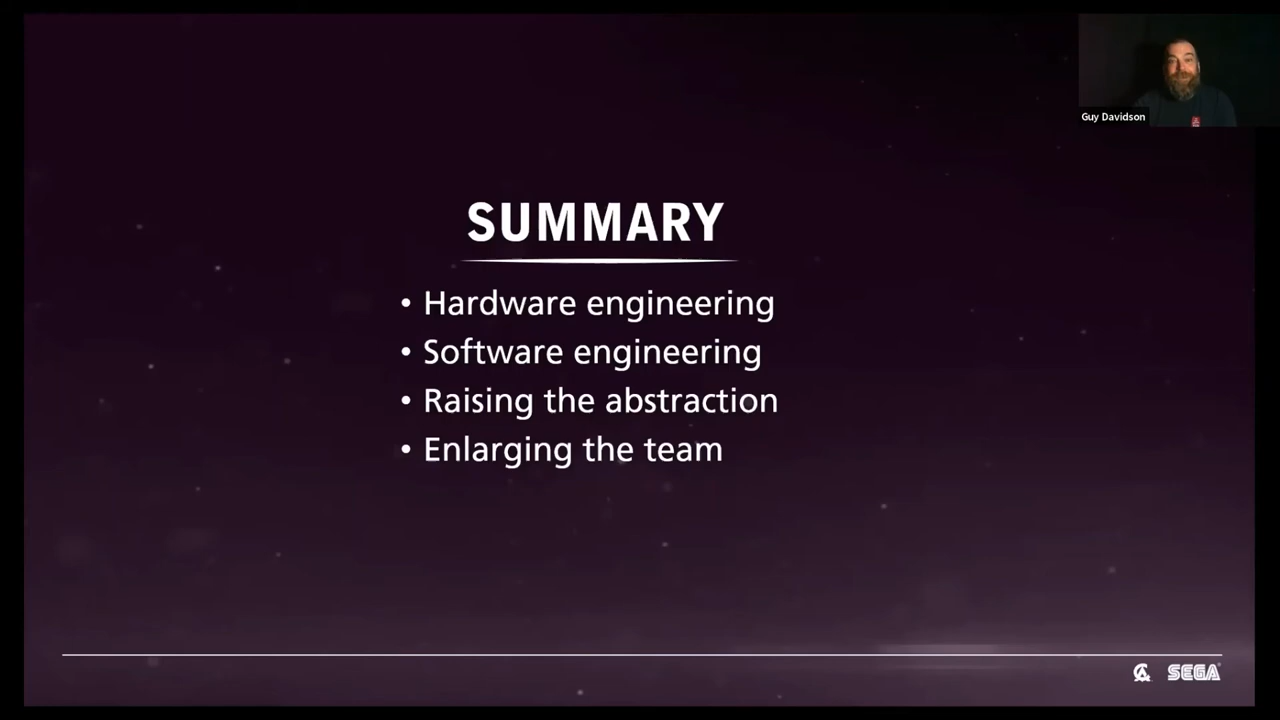 Guy Davidson
SUMMARY
• Hardware engineering
• Software engineering
• Raising the abstraction
• Enlarging the team
SEGA